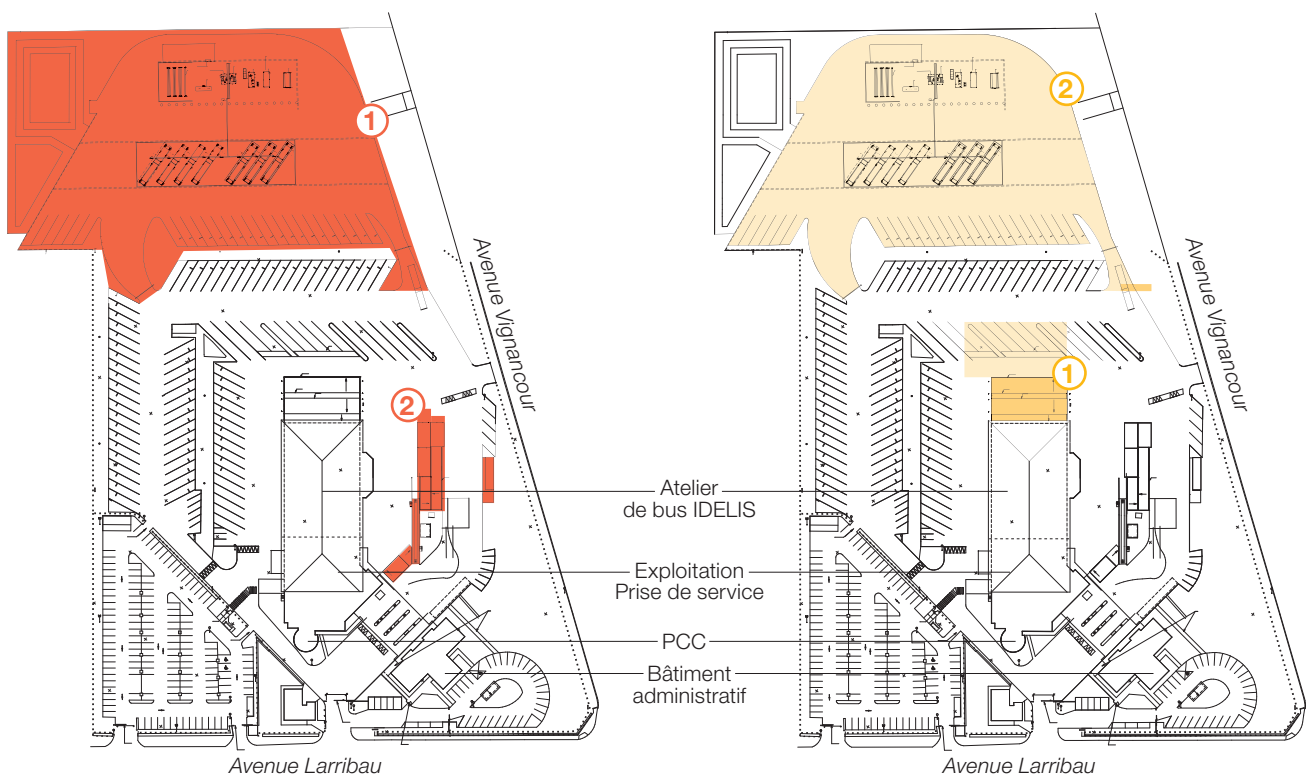 1
2
Avenue Vignancour
Avenue Vignancour
2
1
Atelier
de bus IDELIS
Exploitation
Prise de service
PCC
Bâtiment
administratif
Avenue Larribau
Avenue Larribau